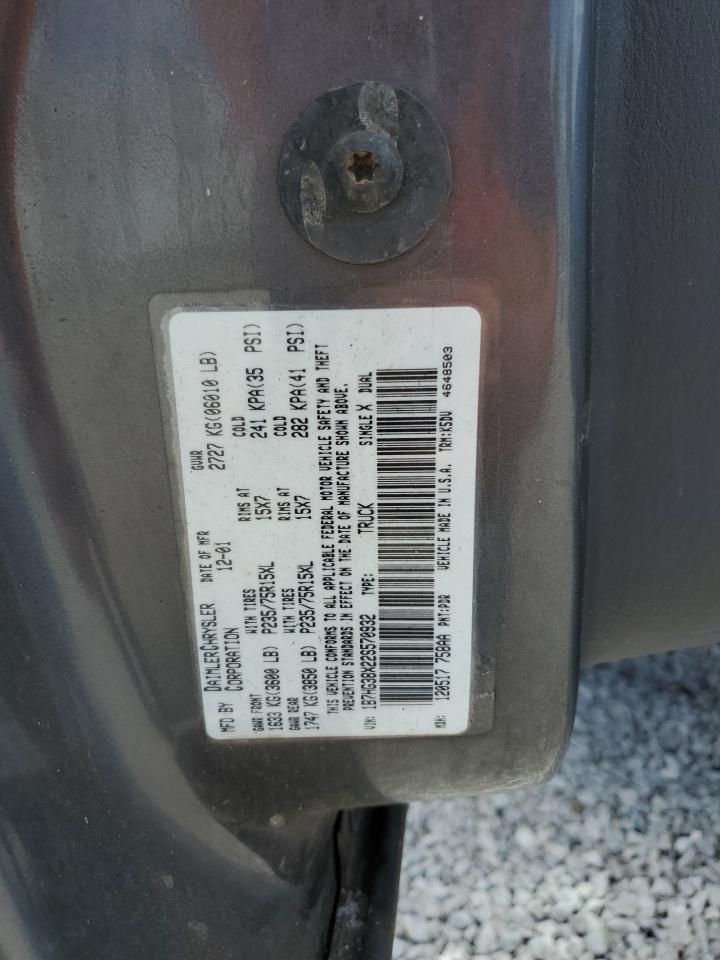 MFD BY DAIMLERCHRYSLER CORPORATION DATE OF MFR 12-01 GVWR 2727 KG(06010 LB)
GAWR FRONT WITH TIRES RIMS AT COLD
1633 KG(3600 LB) P235/75R15XL 15X7 241 KPA(35 PSI)
GAWR REAR WITH TIRES RIMS AT COLD
1747 KG(3850 LB) P235/75R15XL 15X7 282 KPA(41 PSI)
THIS VEHICLE CONFORMS TO ALL APPLICABLE FEDERAL MOTOR VEHICLE SAFETY AND THEFT
PREVENTION STANDARDS IN EFFECT ON THE DATE OF MANUFACTURE SHOWN ABOVE.
VIN: 1B7HG38X22S570932 TYPE: TRUCK SINGLE X DUAL
MDH: 120517 758AA PNT:PDR VEHICLE MADE IN U.S.A. TRM:K5DV 4648503